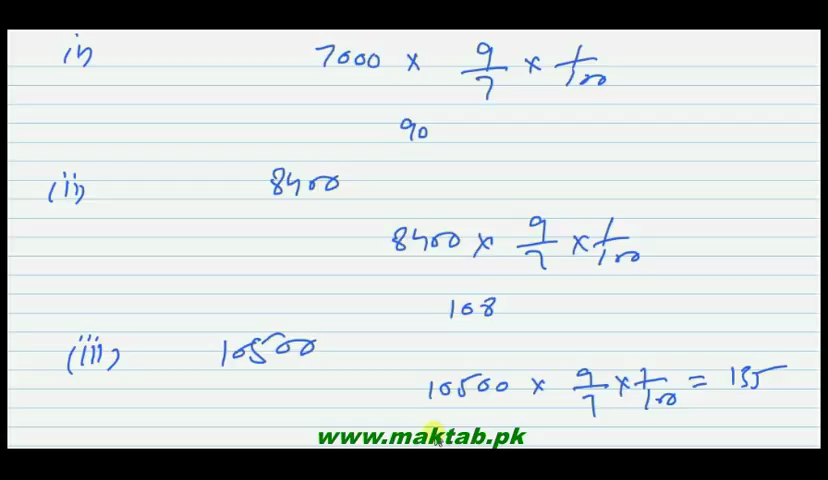 i) 7000 × 9/7 × 1/100
90
(ii) 8400
8400 × 9/7 × 1/100
108
(iii) 10500
10500 × 9/7 × 1/100 = 135
www.maktab.pk